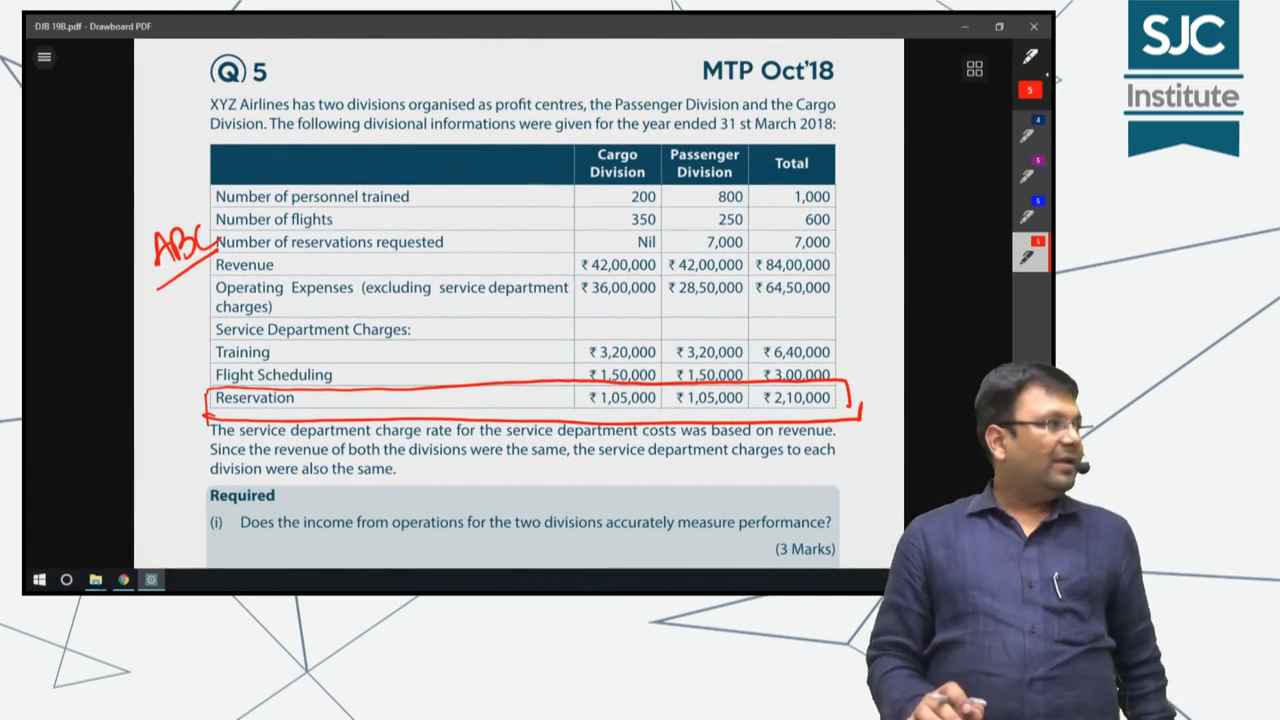 DJB 19B.pdf - Drawboard PDF
SJC
Institute
Q 5 MTP Oct'18
XYZ Airlines has two divisions organised as profit centres, the Passenger Division and the Cargo
Division. The following divisional informations were given for the year ended 31 st March 2018:
Cargo Division Passenger Division Total
Number of personnel trained 200 800 1,000
Number of flights 350 250 600
ABC
Number of reservations requested Nil 7,000 7,000
Revenue ₹ 42,00,000 ₹ 42,00,000 ₹ 84,00,000
Operating Expenses (excluding service department ₹ 36,00,000 ₹ 28,50,000 ₹ 64,50,000
charges)
Service Department Charges:
Training ₹ 3,20,000 ₹ 3,20,000 ₹ 6,40,000
Flight Scheduling ₹ 1,50,000 ₹ 1,50,000 ₹ 3,00,000
Reservation ₹ 1,05,000 ₹ 1,05,000 ₹ 2,10,000
The service department charge rate for the service department costs was based on revenue.
Since the revenue of both the divisions were the same, the service department charges to each
division were also the same.
Required
(i) Does the income from operations for the two divisions accurately measure performance?
(3 Marks)
5
4
5
5
5